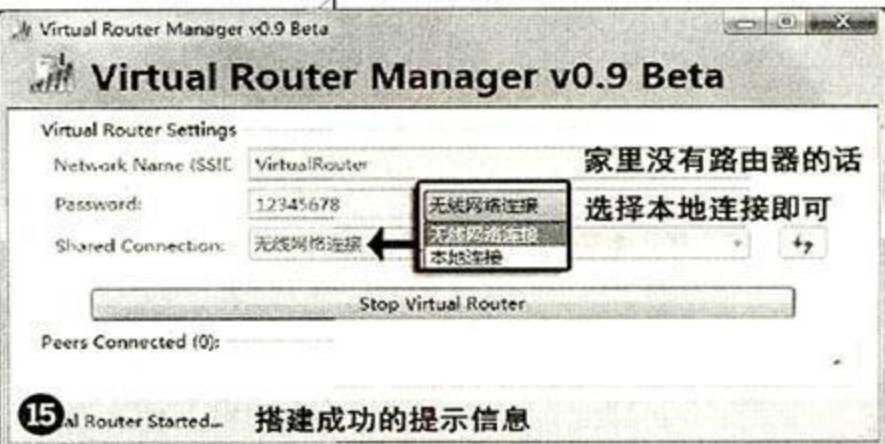 Virtual Router Manager v0.9 Beta
Virtual Router Manager v0.9 Beta
Virtual Router Settings
Network Name (SSID VirtualRouter
家里没有路由器的话
Password: 12345678
无线网络连接
选择本地连接即可
Shared Connection: 无线网络连接
无线网络连接
本地连接
Stop Virtual Router
Peers Connected (0):
15
al Router Started...
搭建成功的提示信息